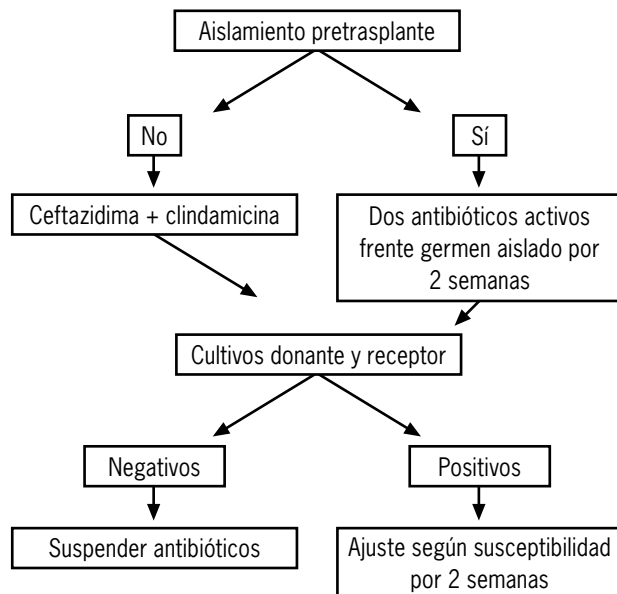 Aislamiento pretrasplante
No
Sí
Ceftazidima + clindamicina
Dos antibióticos activos
frente germen aislado por
2 semanas
Cultivos donante y receptor
Negativos
Positivos
Suspender antibióticos
Ajuste según susceptibilidad
por 2 semanas